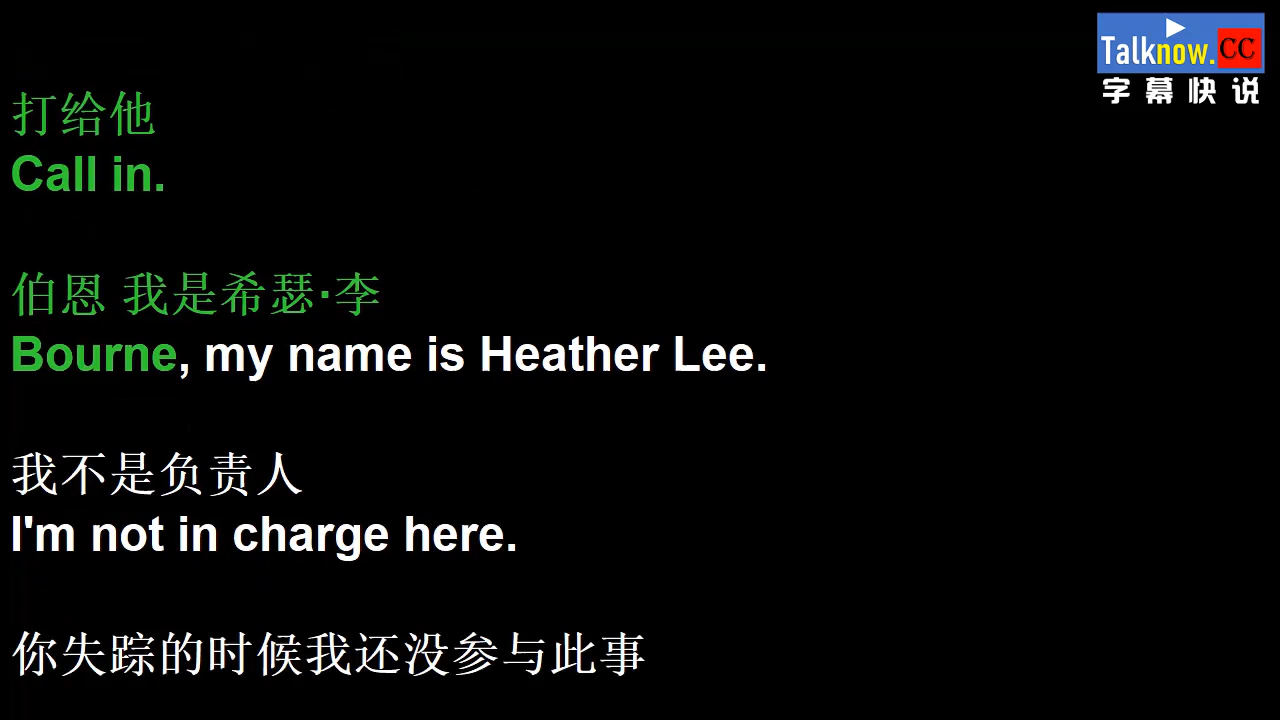 Talknow.CC
字幕快说
打给他
Call in.
伯恩 我是希瑟·李
Bourne, my name is Heather Lee.
我不是负责人
I'm not in charge here.
你失踪的时候我还没参与此事